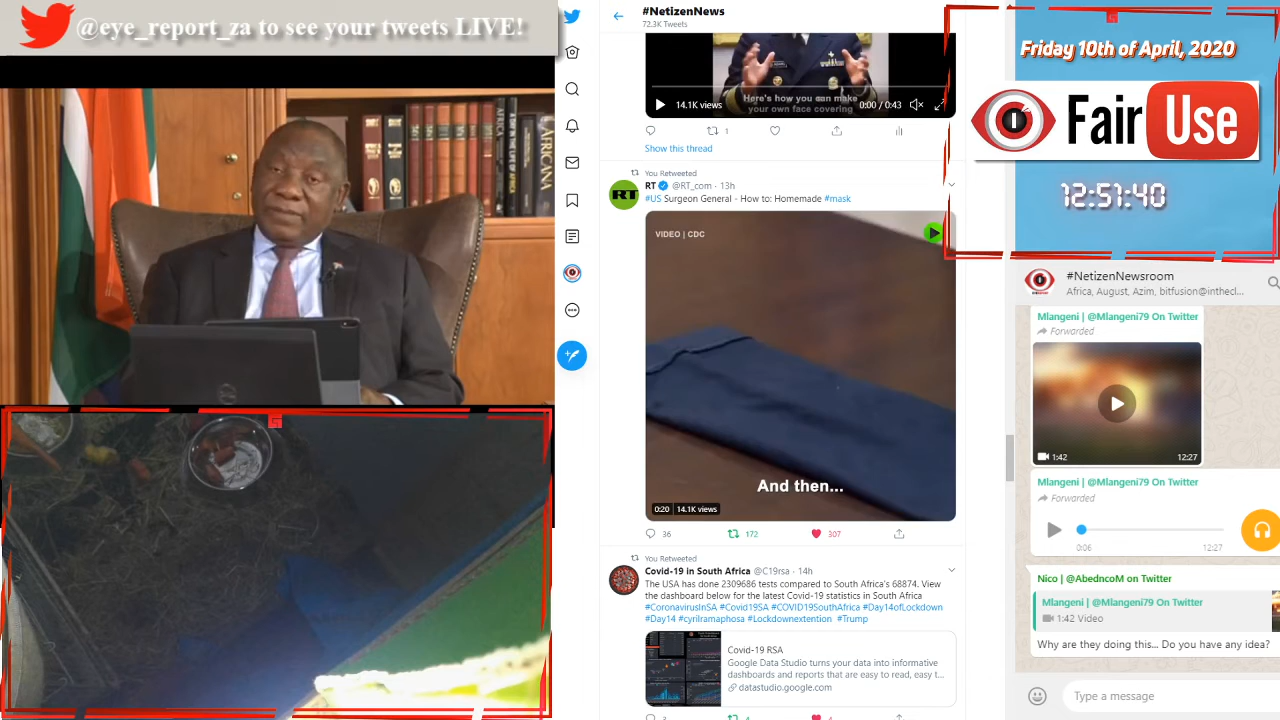 @eye_report_za to see your tweets LIVE!
AFRICANA
#NetizenNews
72.3K Tweets
14.1K views
Here's how you can make
your own face covering
0:00 / 0:43
1
Show this thread
You Retweeted
RT @RT_com · 13h
#US Surgeon General - How to: Homemade #mask
RT
VIDEO | CDC
And then...
0:20 14.1K views
36
172
307
You Retweeted
Covid-19 in South Africa @C19rsa · 14h
The USA has done 2309686 tests compared to South Africa's 68874. View
the dashboard below for the latest Covid-19 statistics in South Africa
#CoronavirusInSA #Covid19SA #COVID19SouthAfrica #Day14ofLockdown
#Day14 #cyrilramaphosa #Lockdownextention #Trump
Covid-19 RSA
Google Data Studio turns your data into informative
dashboards and reports that are easy to read, easy t...
datastudio.google.com
3
4
4
Friday 10th of April, 2020
Fair Use
12:51:40
#NetizenNewsroom
Africa, August, Azim, bitfusion@inthecl...
Mlangeni | @Mlangeni79 On Twitter
Forwarded
1:42
12:27
Mlangeni | @Mlangeni79 On Twitter
Forwarded
0:06
12:27
Nico | @AbedncoM on Twitter
Mlangeni | @Mlangeni79 On Twitter
1:42 Video
Why are they doing this... Do you have any idea?
Type a message